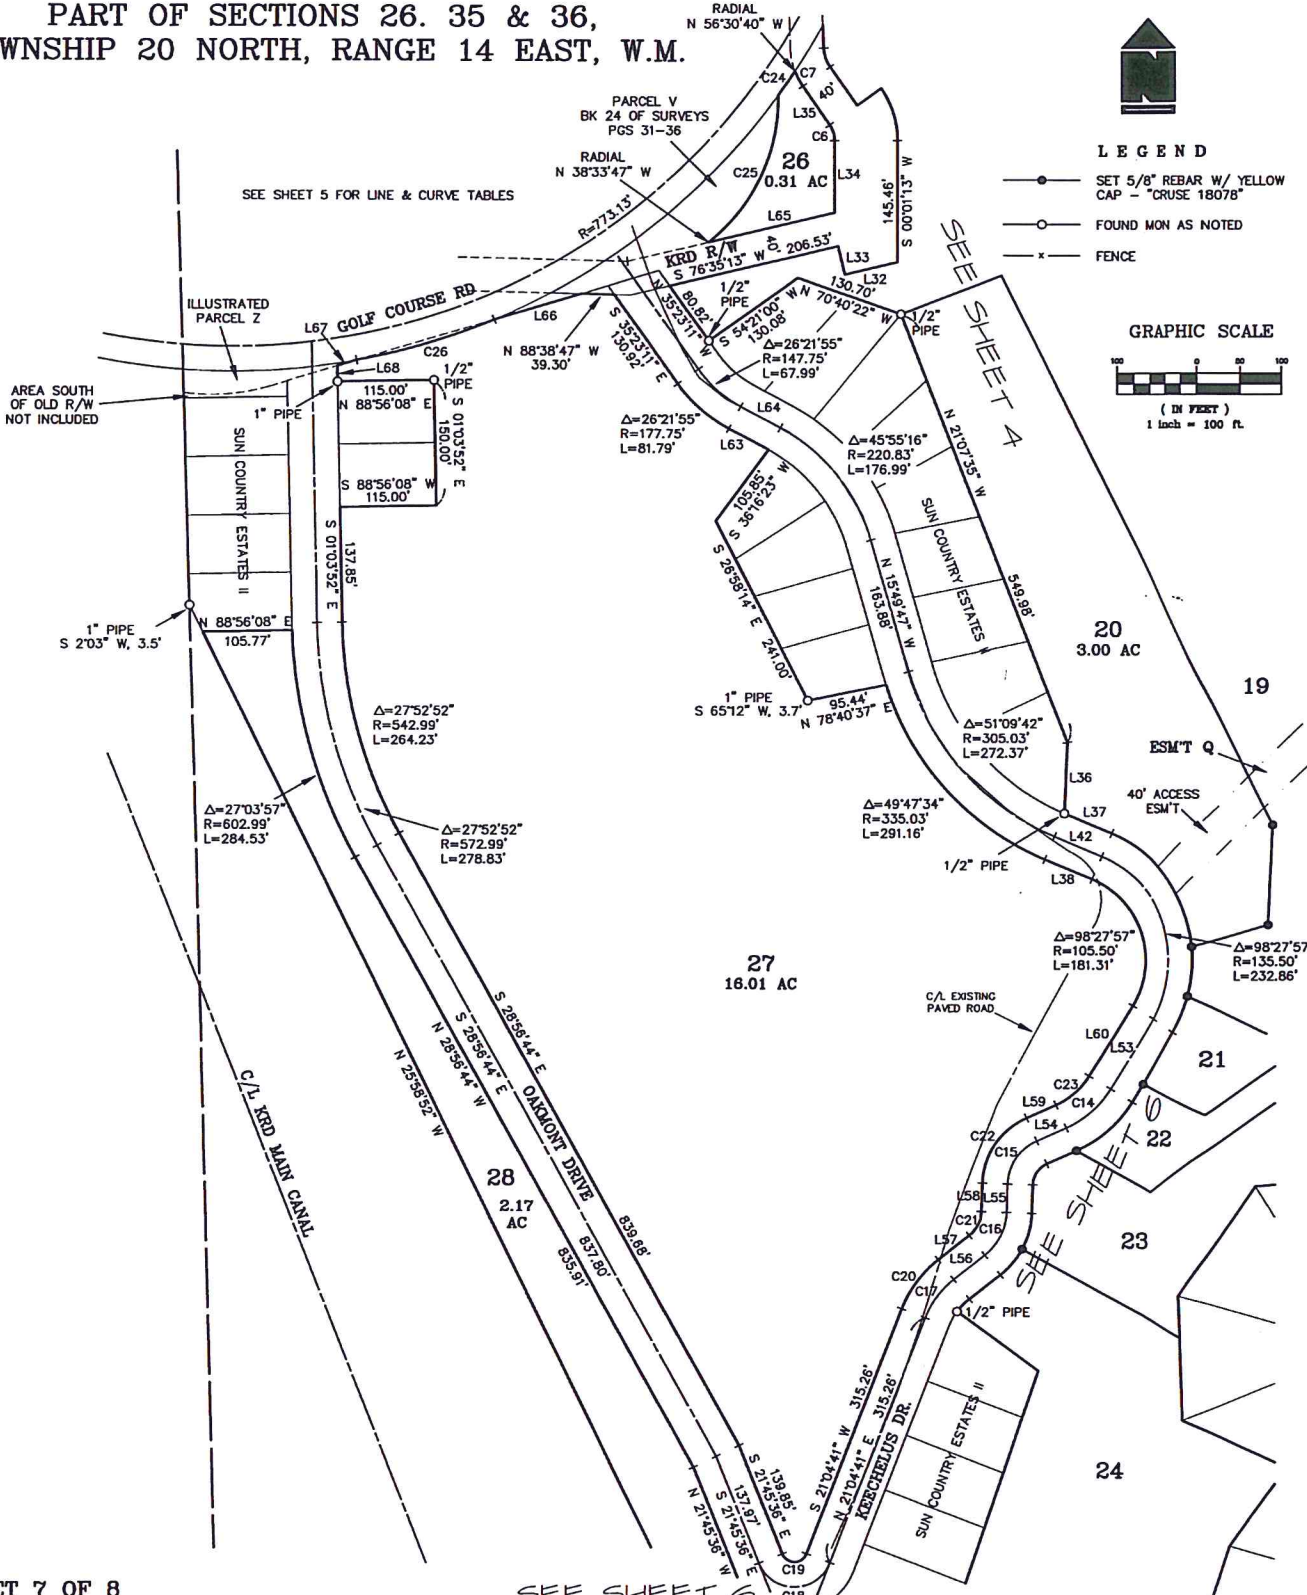 PART OF SECTIONS 26. 35 & 36,
WNSHIP 20 NORTH, RANGE 14 EAST, W.M.
RADIAL
N 56°30'40" W
C24
C7
40'
L35
C6
PARCEL V
BK 24 OF SURVEYS
PGS 31-36
RADIAL
N 38°33'47" W
26
0.31 AC
C25
L34
L65
145.46'
S 00°01'13" W
SEE SHEET 5 FOR LINE & CURVE TABLES
R=773.13'
KRD R/W
40'
S 76°35'13" W 206.53'
L33
L32
LEGEND
SET 5/8" REBAR W/ YELLOW
CAP - "CRUSE 18078"
FOUND MON AS NOTED
x FENCE
GRAPHIC SCALE
100 0 50 100
( IN FEET )
1 inch = 100 ft.
SEE SHEET 4
ILLUSTRATED
PARCEL Z
L67
GOLF COURSE RD
L66
C26
L68
N 88°38'47" W
39.30'
S 35°23'11" E
130.92'
80.82'
N 35°23'11" W
1/2"
PIPE
S 54°21'00" W
130.08'
130.70'
N 70°40'22" W
1/2"
PIPE
Δ=26°21'55"
R=147.75'
L=67.99'
AREA SOUTH
OF OLD R/W
NOT INCLUDED
1" PIPE
115.00'
N 88°56'08" E
1/2"
PIPE
S 01°03'52" E
150.00'
S 88°56'08" W
115.00'
SUN COUNTRY ESTATES II
S 01°03'52" E
137.85'
Δ=26°21'55"
R=177.75'
L=81.79'
L64
L63
Δ=45°55'16"
R=220.83'
L=176.99'
N 21°07'35" W
549.98'
105.85'
S 36°16'23" W
S 26°58'14" E
241.00'
N 15°49'47" W
163.88'
SUN COUNTRY ESTATES
20
3.00 AC
19
1" PIPE
S 2°03" W, 3.5'
N 88°56'08" E
105.77'
1" PIPE
S 65°12" W, 3.7'
95.44'
N 78°40'37" E
Δ=27°52'52"
R=542.99'
L=264.23'
Δ=51°09'42"
R=305.03'
L=272.37'
ESM'T Q
40' ACCESS
ESM'T
L36
L37
L42
L38
Δ=27°03'57"
R=602.99'
L=284.53'
Δ=27°52'52"
R=572.99'
L=278.83'
Δ=49°47'34"
R=335.03'
L=291.16'
1/2" PIPE
Δ=98°27'57"
R=105.50'
L=181.31'
Δ=98°27'57
R=135.50'
L=232.86'
27
16.01 AC
C/L EXISTING
PAVED ROAD
S 28°56'44" E
S 28°56'44" E
N 28°56'44" W
N 25°58'52" W
OAKMONT DRIVE
C/L KRD MAIN CANAL
L60
L53
21
C23
C14
L59
L54
22
C22
C15
SEE SHEET 6
L58
L55
C21
C16
23
L57
L56
28
2.17
AC
839.68'
837.80'
835.91'
C20
C17
1/2" PIPE
S 21°04'41" W 315.26'
N 21°04'41" E 315.26'
KEECHELUS DR.
SUN COUNTRY ESTATES II
24
139.85'
S 21°45'36" E
137.97'
S 21°45'36" E
N 21°45'36" W
C19
C18
ET 7 OF 8
SEE SHEET 6